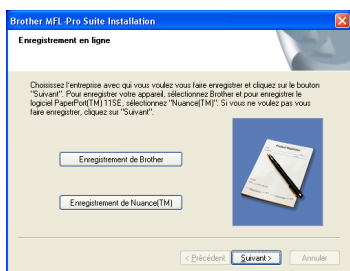 Brother MFL-Pro Suite Installation
Enregistrement en ligne
Choisissez l'entreprise avec qui vous voulez vous faire enregistrer et cliquez sur le bouton
"Suivant". Pour enregistrer votre appareil, sélectionnez Brother et pour enregistrer le
logiciel PaperPort(TM) 11SE, sélectionnez "Nuance(TM)". Si vous ne voulez pas vous
faire enregistrer, cliquez sur "Suivant".
Enregistrement de Brother
Enregistrement de Nuance(TM)
< Précédent
Suivant >
Annuler